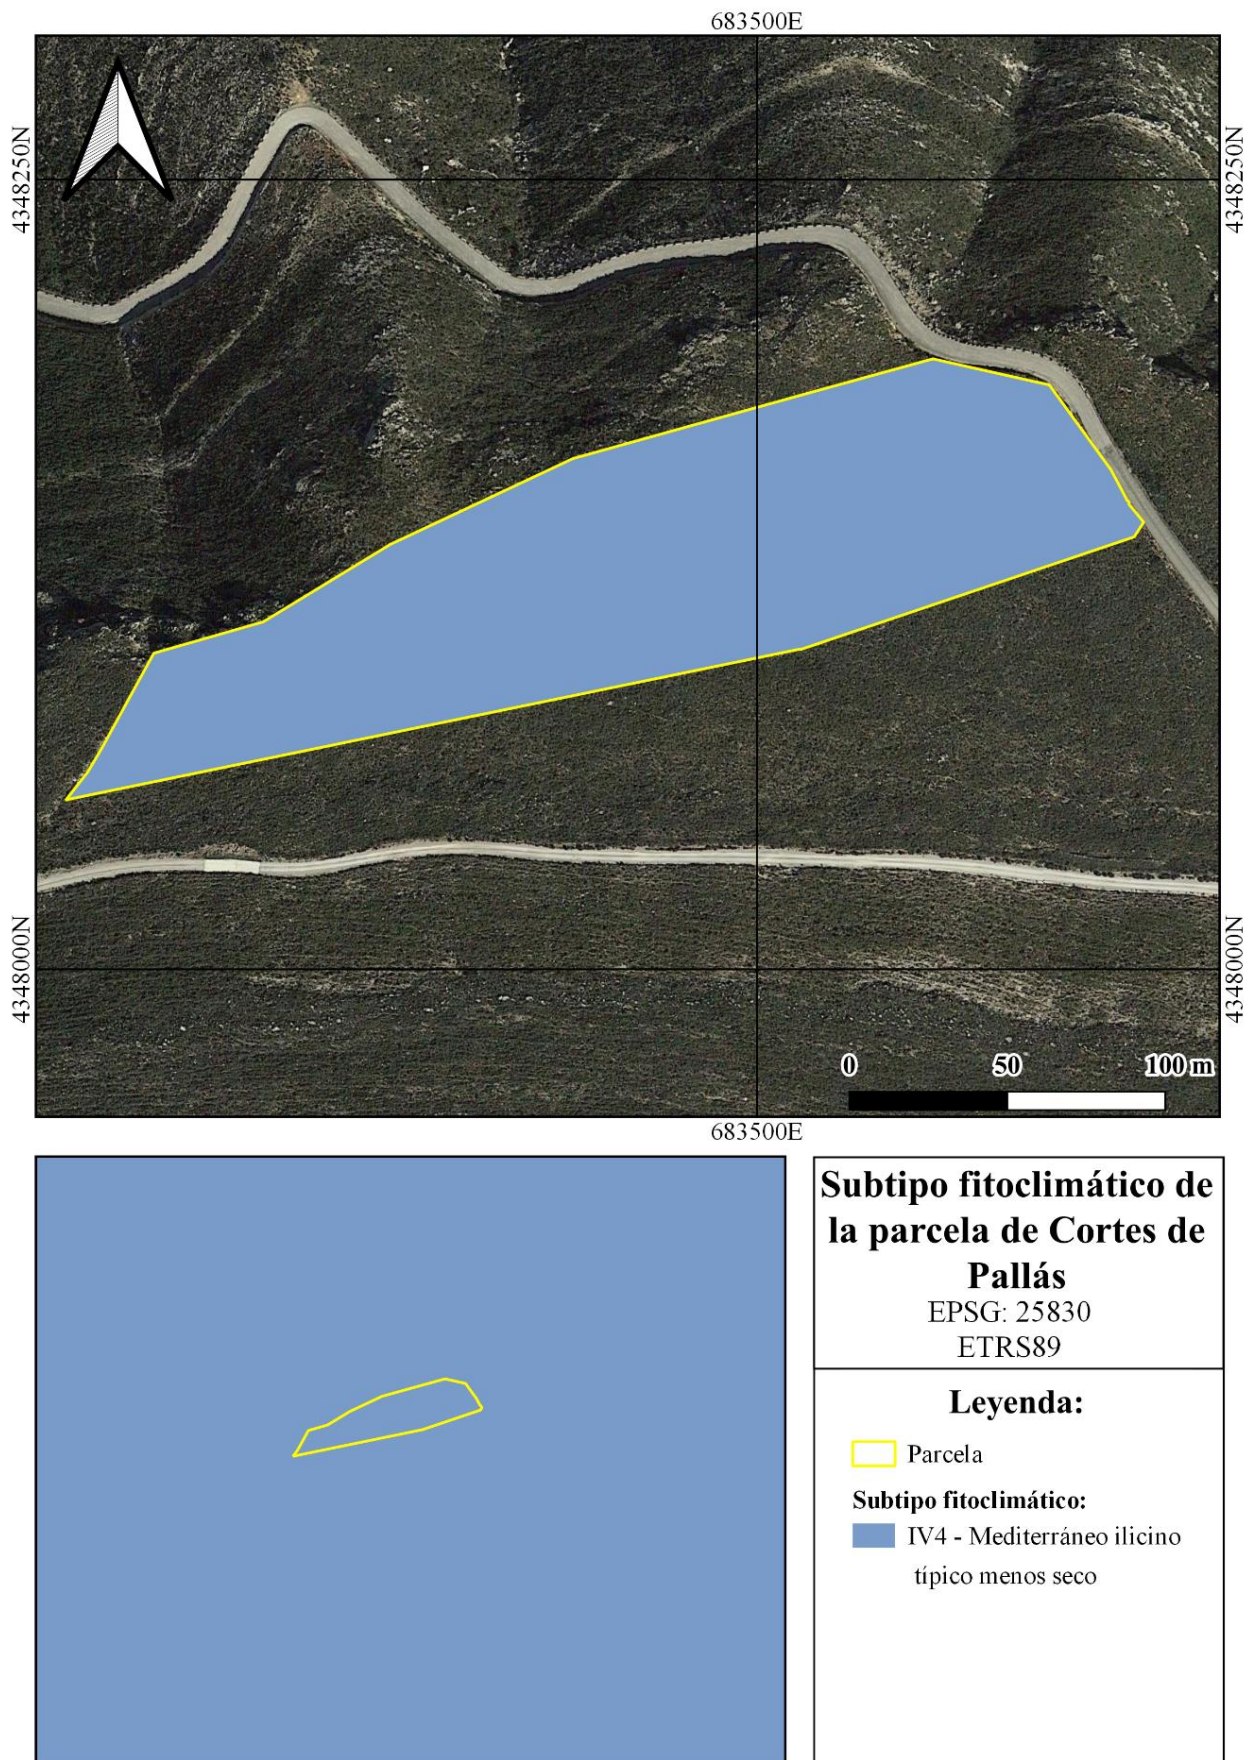 683500E
4348250N
4348250N
4348000N
4348000N
0 50 100 m
683500E
Subtipo fitoclimático de
la parcela de Cortes de
Pallás
EPSG: 25830
ETRS89
Leyenda:
Parcela
Subtipo fitoclimático:
IV4 - Mediterráneo ilicino
típico menos seco